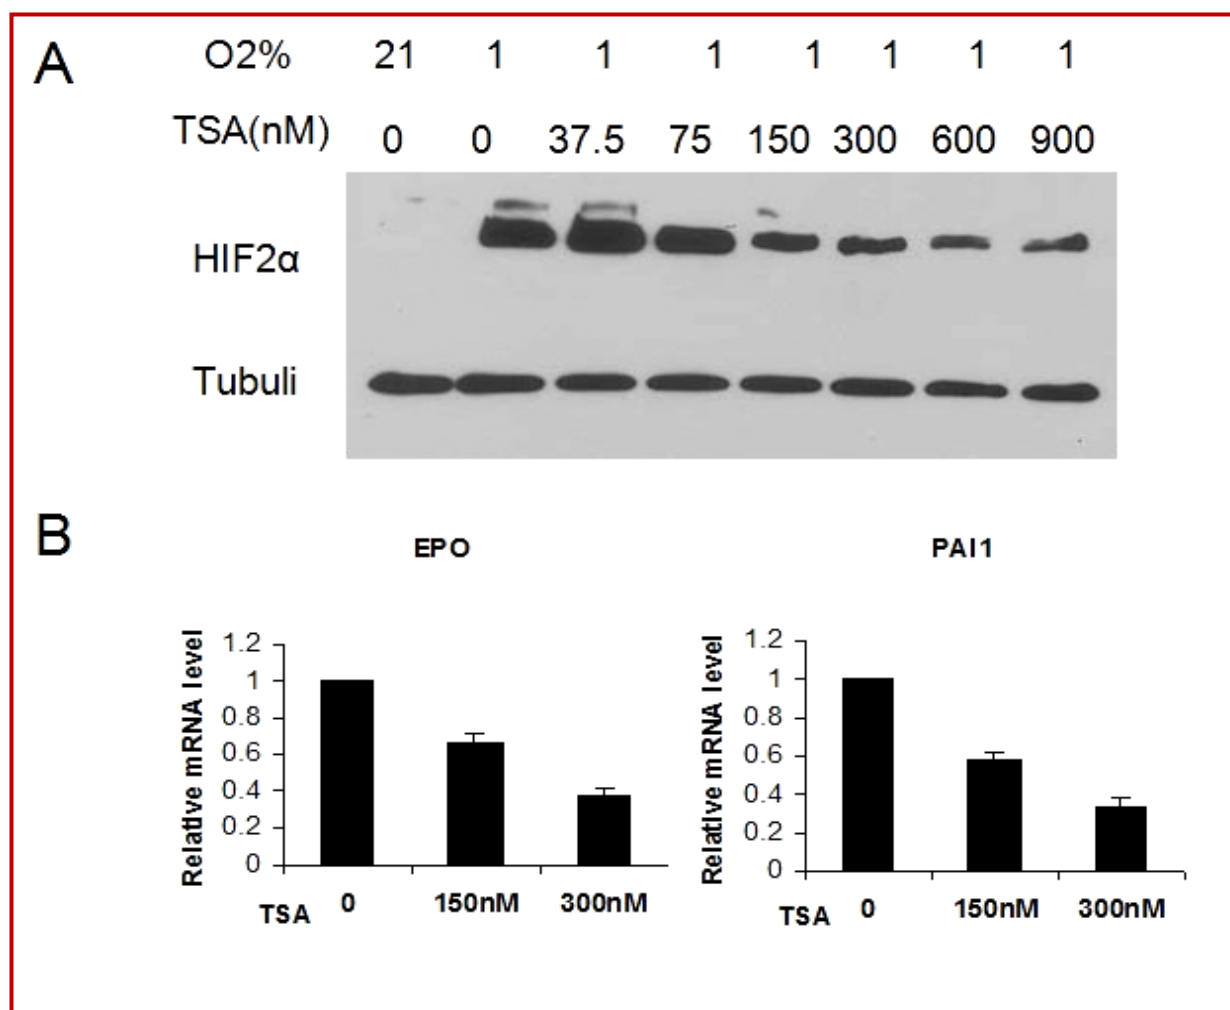 A
O2% 21 1 1 1 1 1 1 1
TSA(nM) 0 0 37.5 75 150 300 600 900
HIF2α
Tubuli
B
EPO
PAI1
Relative mRNA level
1.2
1
0.8
0.6
0.4
0.2
0
TSA 0 150nM 300nM
Relative mRNA level
1.2
1
0.8
0.6
0.4
0.2
0
TSA 0 150nM 300nM